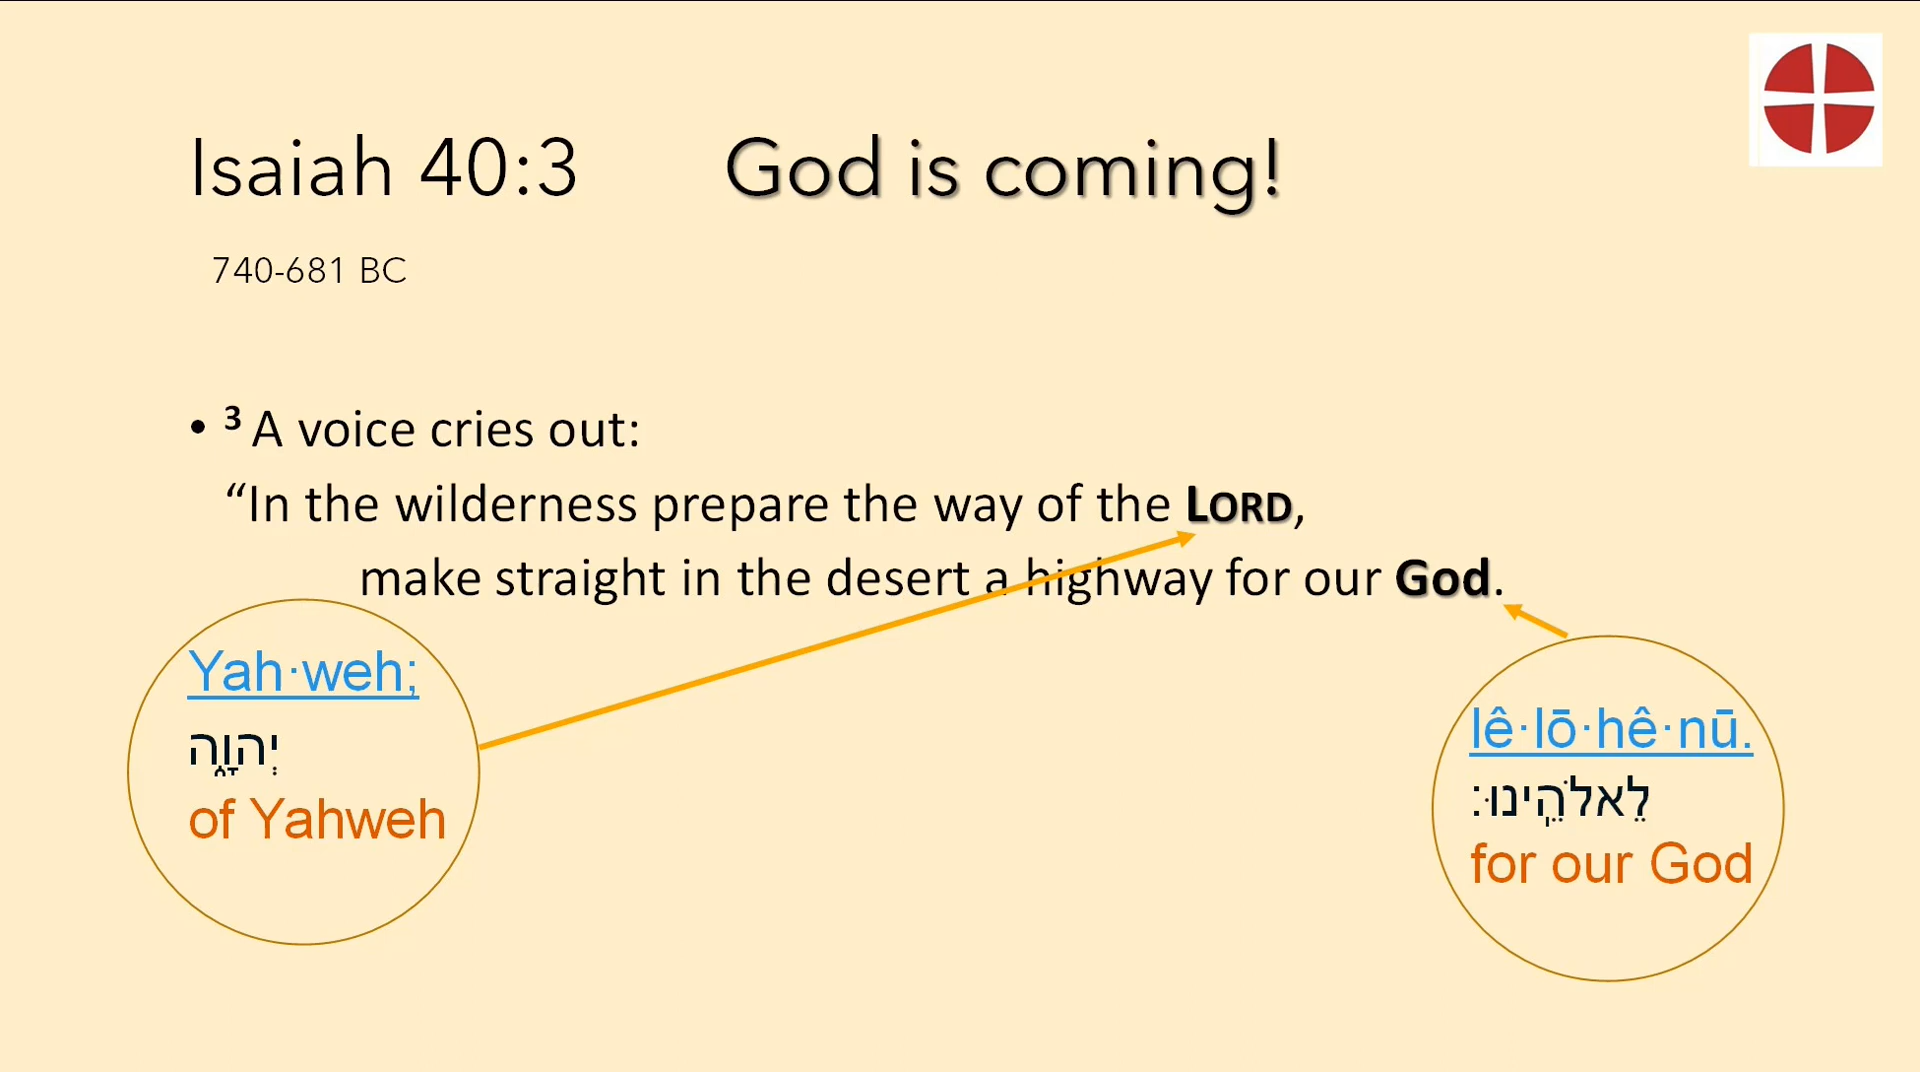 Isaiah 40:3 God is coming!
740-681 BC
• ³ A voice cries out:
“In the wilderness prepare the way of the LORD,
make straight in the desert a highway for our God.
Yah·weh;
יְהוָ֑ה
of Yahweh
lê·lō·hê·nū.
לֵאלֹהֵֽינוּ׃
for our God